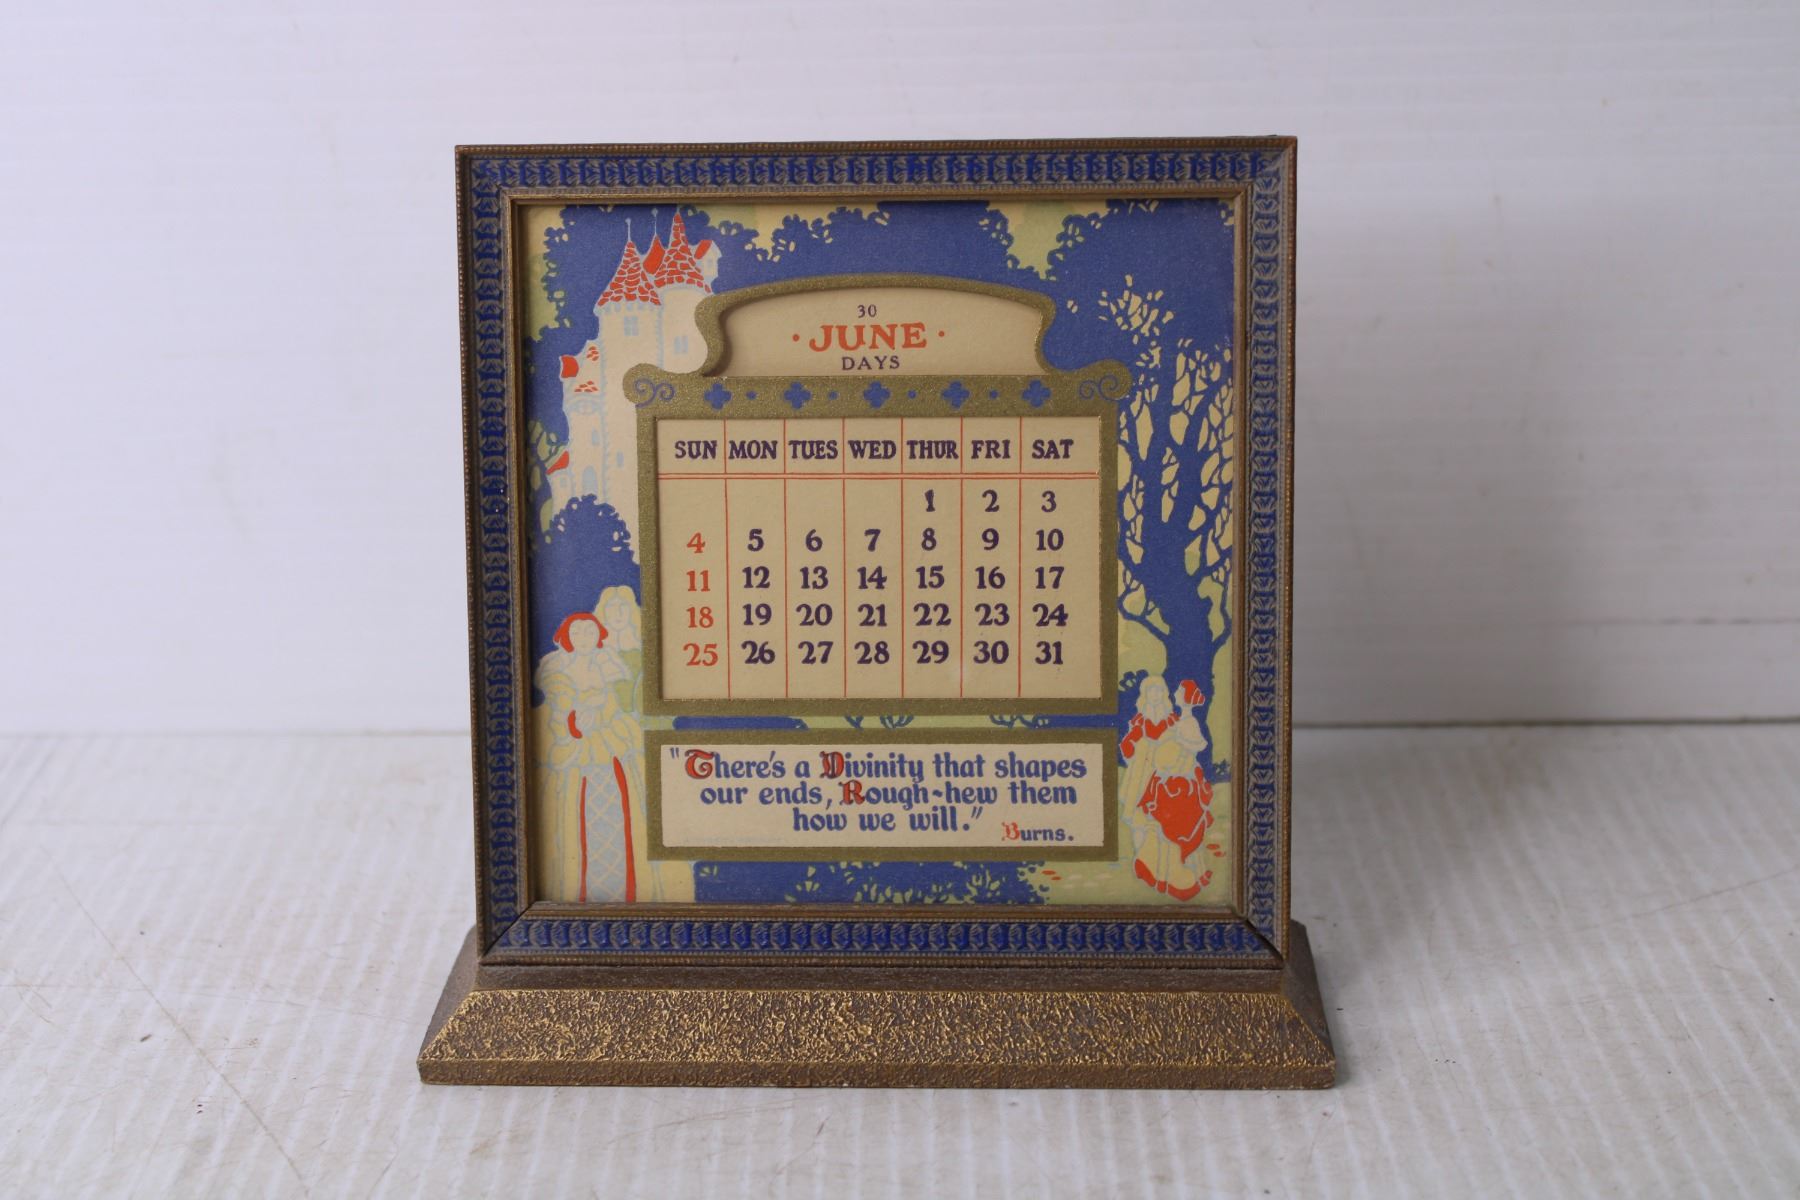 30
· JUNE ·
DAYS
SUN MON TUES WED THUR FRI SAT
1 2 3
4 5 6 7 8 9 10
11 12 13 14 15 16 17
18 19 20 21 22 23 24
25 26 27 28 29 30 31
"There's a Divinity that shapes
our ends, Rough-hew them
how we will."
Burns.